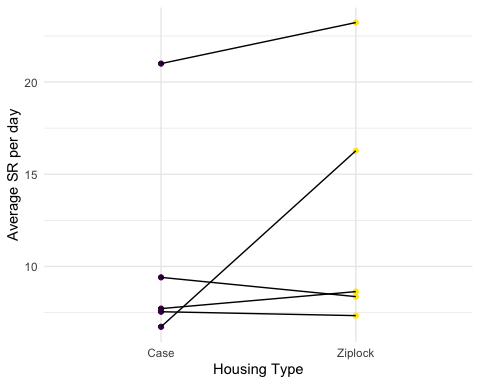 Average SR per day
20
15
10
Case
Ziplock
Housing Type